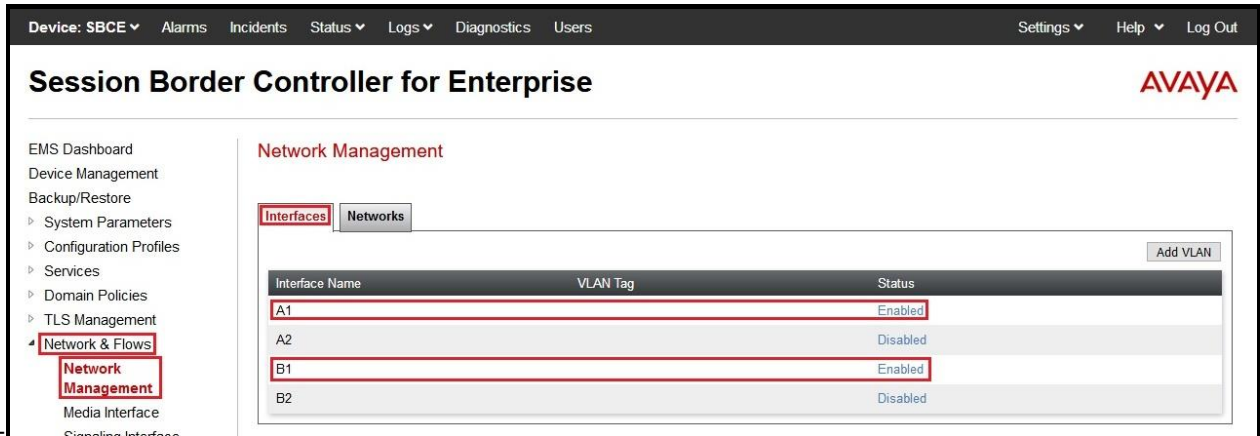 Device: SBCE Alarms Incidents Status Logs Diagnostics Users Settings Help Log Out
Session Border Controller for Enterprise
AVAYA
EMS Dashboard
Device Management
Backup/Restore
System Parameters
Configuration Profiles
Services
Domain Policies
TLS Management
Network & Flows
Network
Management
Media Interface
Signaling Interface
Network Management
Interfaces Networks
Add VLAN
Interface Name VLAN Tag Status
A1 Enabled
A2 Disabled
B1 Enabled
B2 Disabled